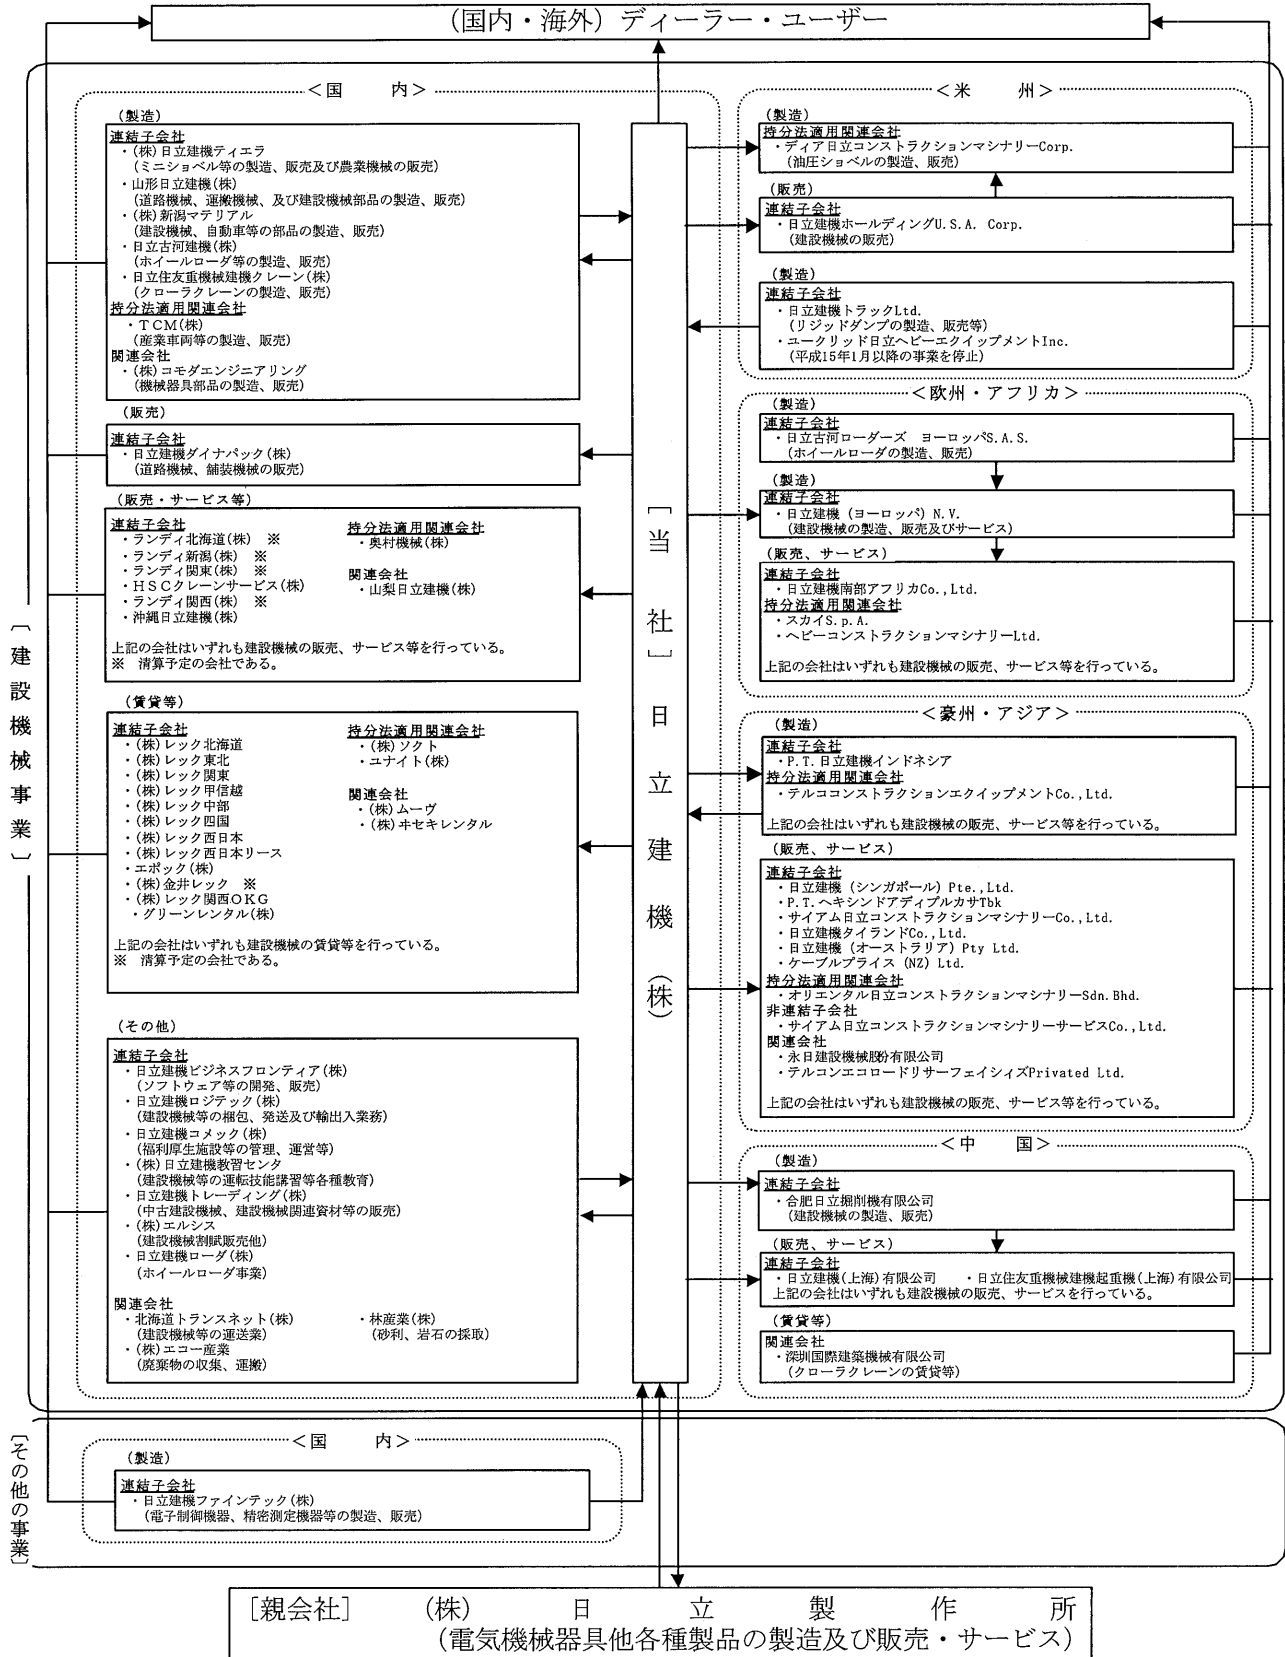 (国内・海外) ディーラー・ユーザー
[建設機械事業]
<国　内>
(製造)
連結子会社
・(株)日立建機ティエラ
(ミニショベル等の製造、販売及び農業機械の販売)
・山形日立建機(株)
(道路機械、運搬機械、及び建設機械部品の製造、販売)
・(株)新潟マテリアル
(建設機械、自動車等の部品の製造、販売)
・日立古河建機(株)
(ホイールローダ等の製造、販売)
・日立住友重機械建機クレーン(株)
(クローラクレーンの製造、販売)
持分法適用関連会社
・TCM(株)
(産業車両等の製造、販売)
関連会社
・(株)コモダエンジニアリング
(機械器具部品の製造、販売)
(販売)
連結子会社
・日立建機ダイナパック(株)
(道路機械、舗装機械の販売)
(販売・サービス等)
連結子会社
・ランディ北海道(株)　※
・ランディ新潟(株)　※
・ランディ関東(株)　※
・HSCクレーンサービス(株)
・ランディ関西(株)　※
・沖縄日立建機(株)
持分法適用関連会社
・奥村機械(株)
関連会社
・山梨日立建機(株)
上記の会社はいずれも建設機械の販売、サービス等を行っている。
※　清算予定の会社である。
(賃貸等)
連結子会社
・(株)レック北海道
・(株)レック東北
・(株)レック関東
・(株)レック甲信越
・(株)レック中部
・(株)レック四国
・(株)レック西日本
・(株)レック西日本リース
・エポック(株)
・(株)金井レック　※
・(株)レック関西OKG
・グリーンレンタル(株)
持分法適用関連会社
・(株)ソクト
・ユナイト(株)
関連会社
・(株)ムーヴ
・(株)ヰセキレンタル
上記の会社はいずれも建設機械の賃貸等を行っている。
※　清算予定の会社である。
(その他)
連結子会社
・日立建機ビジネスフロンティア(株)
(ソフトウェア等の開発、販売)
・日立建機ロジテック(株)
(建設機械等の梱包、発送及び輸出入業務)
・日立建機コメック(株)
(福利厚生施設等の管理、運営等)
・(株)日立建機教習センタ
(建設機械等の運転技能講習等各種教育)
・日立建機トレーディング(株)
(中古建設機械、建設機械関連資材等の販売)
・(株)エルシス
(建設機械割賦販売他)
・日立建機ローダ(株)
(ホイールローダ事業)
関連会社
・北海道トランスネット(株)
(建設機械等の運送業)
・(株)エコー産業
(廃棄物の収集、運搬)
・林産業(株)
(砂利、岩石の採取)
[当社]日立建機(株)
<米　州>
(製造)
持分法適用関連会社
・ディア日立コンストラクションマシナリーCorp.
(油圧ショベルの製造、販売)
(販売)
連結子会社
・日立建機ホールディングU.S.A. Corp.
(建設機械の販売)
(製造)
連結子会社
・日立建機トラックLtd.
(リジッドダンプの製造、販売等)
・ユークリッド日立ヘビーエクイップメントInc.
(平成15年1月以降の事業を停止)
<欧州・アフリカ>
(製造)
連結子会社
・日立古河ローダーズ　ヨーロッパS.A.S.
(ホイールローダの製造、販売)
(製造)
連結子会社
・日立建機(ヨーロッパ)N.V.
(建設機械の製造、販売及びサービス)
(販売、サービス)
連結子会社
・日立建機南部アフリカCo.,Ltd.
持分法適用関連会社
・スカイS.p.A.
・ヘビーコンストラクションマシナリーLtd.
上記の会社はいずれも建設機械の販売、サービス等を行っている。
<豪州・アジア>
(製造)
連結子会社
・P.T.日立建機インドネシア
持分法適用関連会社
・テルココンストラクションエクイップメントCo.,Ltd.
上記の会社はいずれも建設機械の販売、サービス等を行っている。
(販売、サービス)
連結子会社
・日立建機(シンガポール)Pte.,Ltd.
・P.T.ヘキシンドアディプルカサTbk
・サイアム日立コンストラクションマシナリーCo.,Ltd.
・日立建機タイランドCo.,Ltd.
・日立建機(オーストラリア)Pty Ltd.
・ケーブルプライス(NZ)Ltd.
持分法適用関連会社
・オリエンタル日立コンストラクションマシナリーSdn.Bhd.
非連結子会社
・サイアム日立コンストラクションマシナリーサービスCo.,Ltd.
関連会社
・永日建設機械股份有限公司
・テルコンエコロードリサーフェイシィズPrivated Ltd.
上記の会社はいずれも建設機械の販売、サービス等を行っている。
<中　国>
(製造)
連結子会社
・合肥日立掘削機有限公司
(建設機械の製造、販売)
(販売、サービス)
連結子会社
・日立建機(上海)有限公司　・日立住友重機械建機起重機(上海)有限公司
上記の会社はいずれも建設機械の販売、サービスを行っている。
(賃貸等)
関連会社
・深圳国際建築機械有限公司
(クローラクレーンの賃貸等)
[その他の事業]
<国　内>
(製造)
連結子会社
・日立建機ファインテック(株)
(電子制御機器、精密測定機器等の製造、販売)
[親会社]　(株)日立製作所
(電気機械器具他各種製品の製造及び販売・サービス)